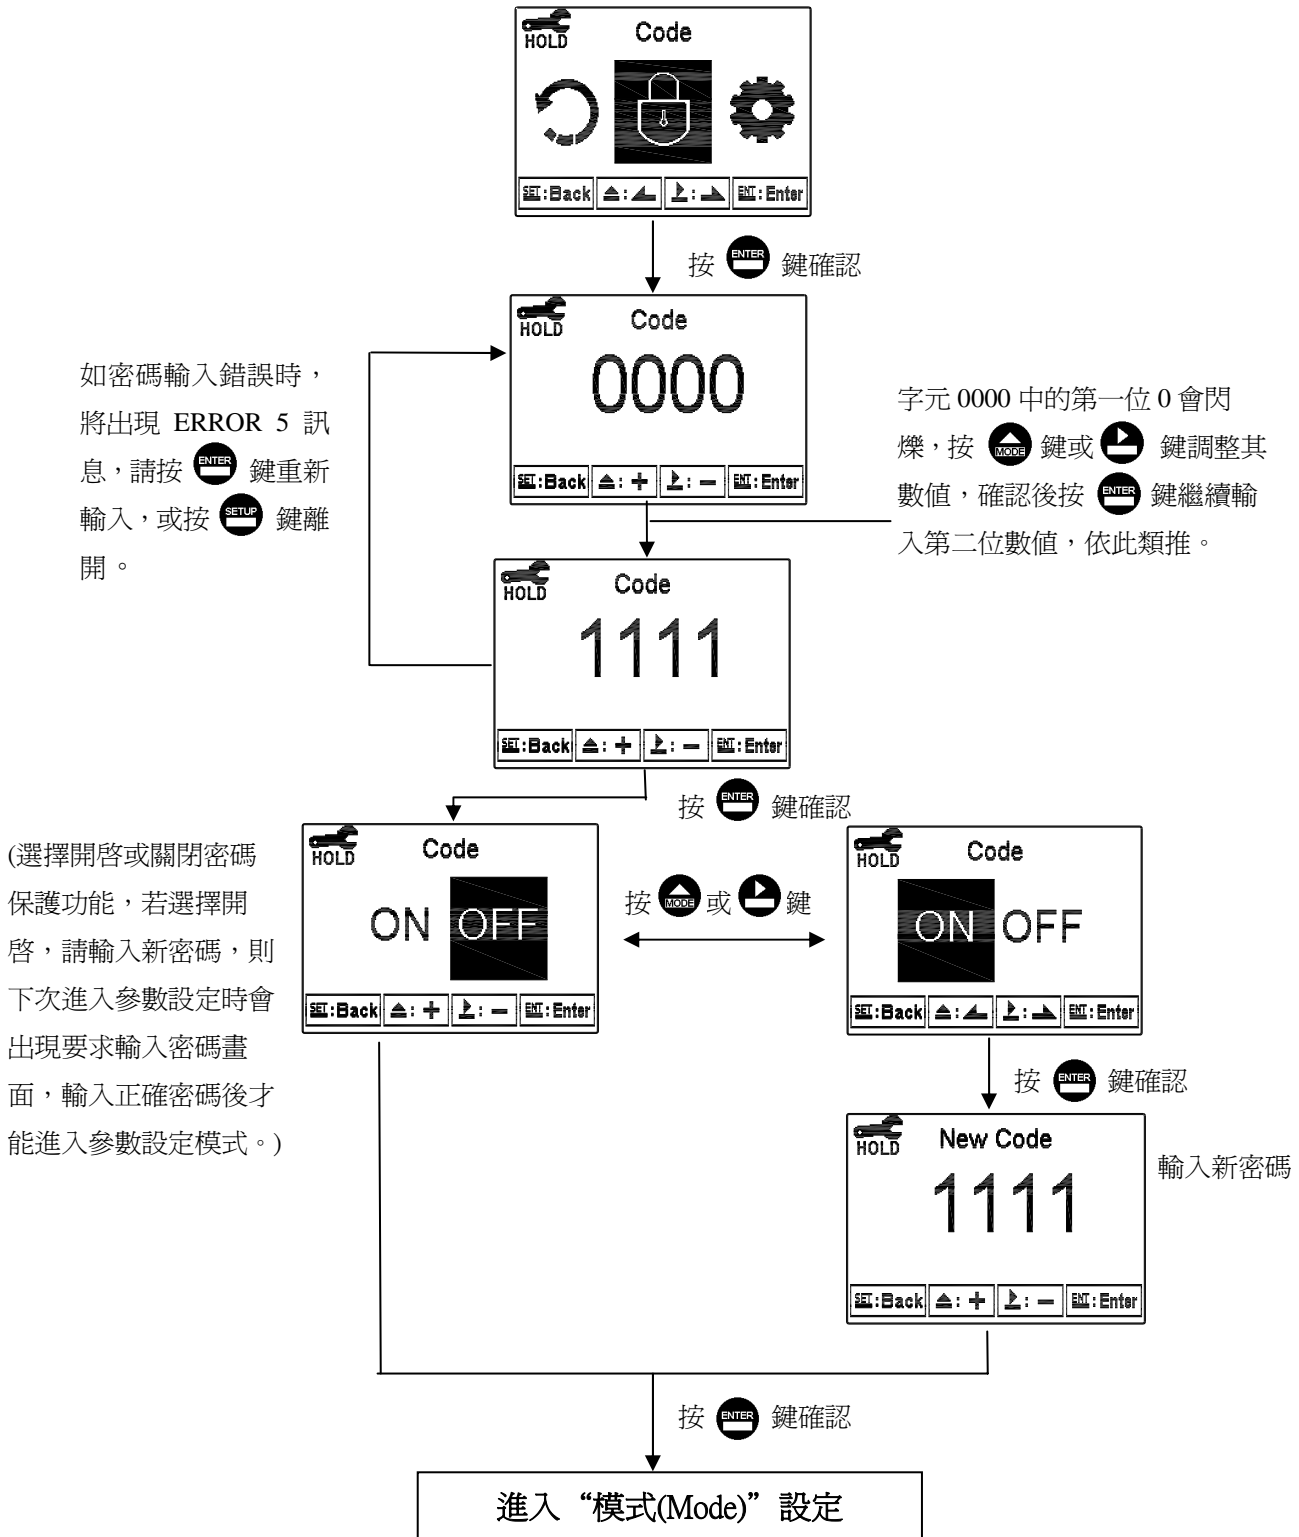 HOLD
Code
SET:Back
:
:
ENT:Enter
按 ENTER 鍵確認
HOLD
Code
0000
SET:Back
: +
: −
ENT:Enter
如密碼輸入錯誤時，
將出現 ERROR 5 訊
息，請按 ENTER 鍵重新
輸入，或按 SETUP 鍵離
開。
字元 0000 中的第一位 0 會閃
爍，按 MODE 鍵或 鍵調整其
數值，確認後按 ENTER 鍵繼續輸
入第二位數值，依此類推。
HOLD
Code
1111
SET:Back
: +
: −
ENT:Enter
按 ENTER 鍵確認
(選擇開啓或關閉密碼
保護功能，若選擇開
啓，請輸入新密碼，則
下次進入參數設定時會
出現要求輸入密碼畫
面，輸入正確密碼後才
能進入參數設定模式。)
HOLD
Code
ON OFF
SET:Back
: +
: −
ENT:Enter
按 MODE 或 鍵
HOLD
Code
ON OFF
SET:Back
:
:
ENT:Enter
按 ENTER 鍵確認
HOLD
New Code
1111
SET:Back
: +
: −
ENT:Enter
輸入新密碼
按 ENTER 鍵確認
進入“模式(Mode)”設定